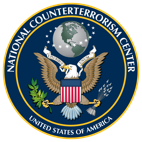 NATIONAL COUNTERTERRORISM CENTER
UNITED STATES OF AMERICA